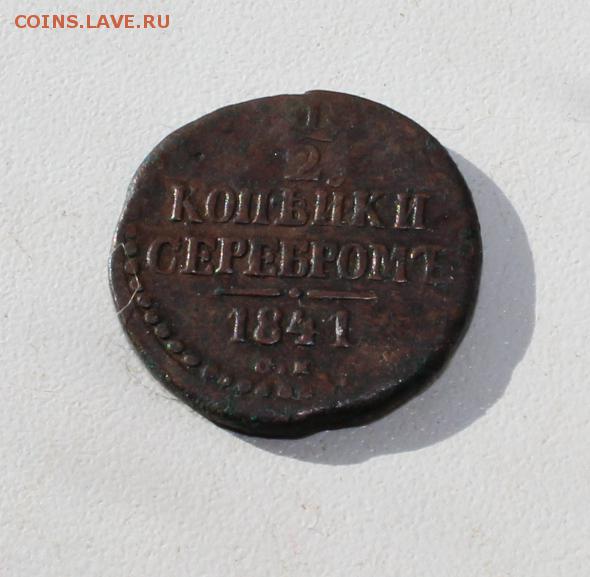 COINS.LAVE.RU
1
2.
КОПѢЙКИ
СЕРЕБРОМЪ
1841